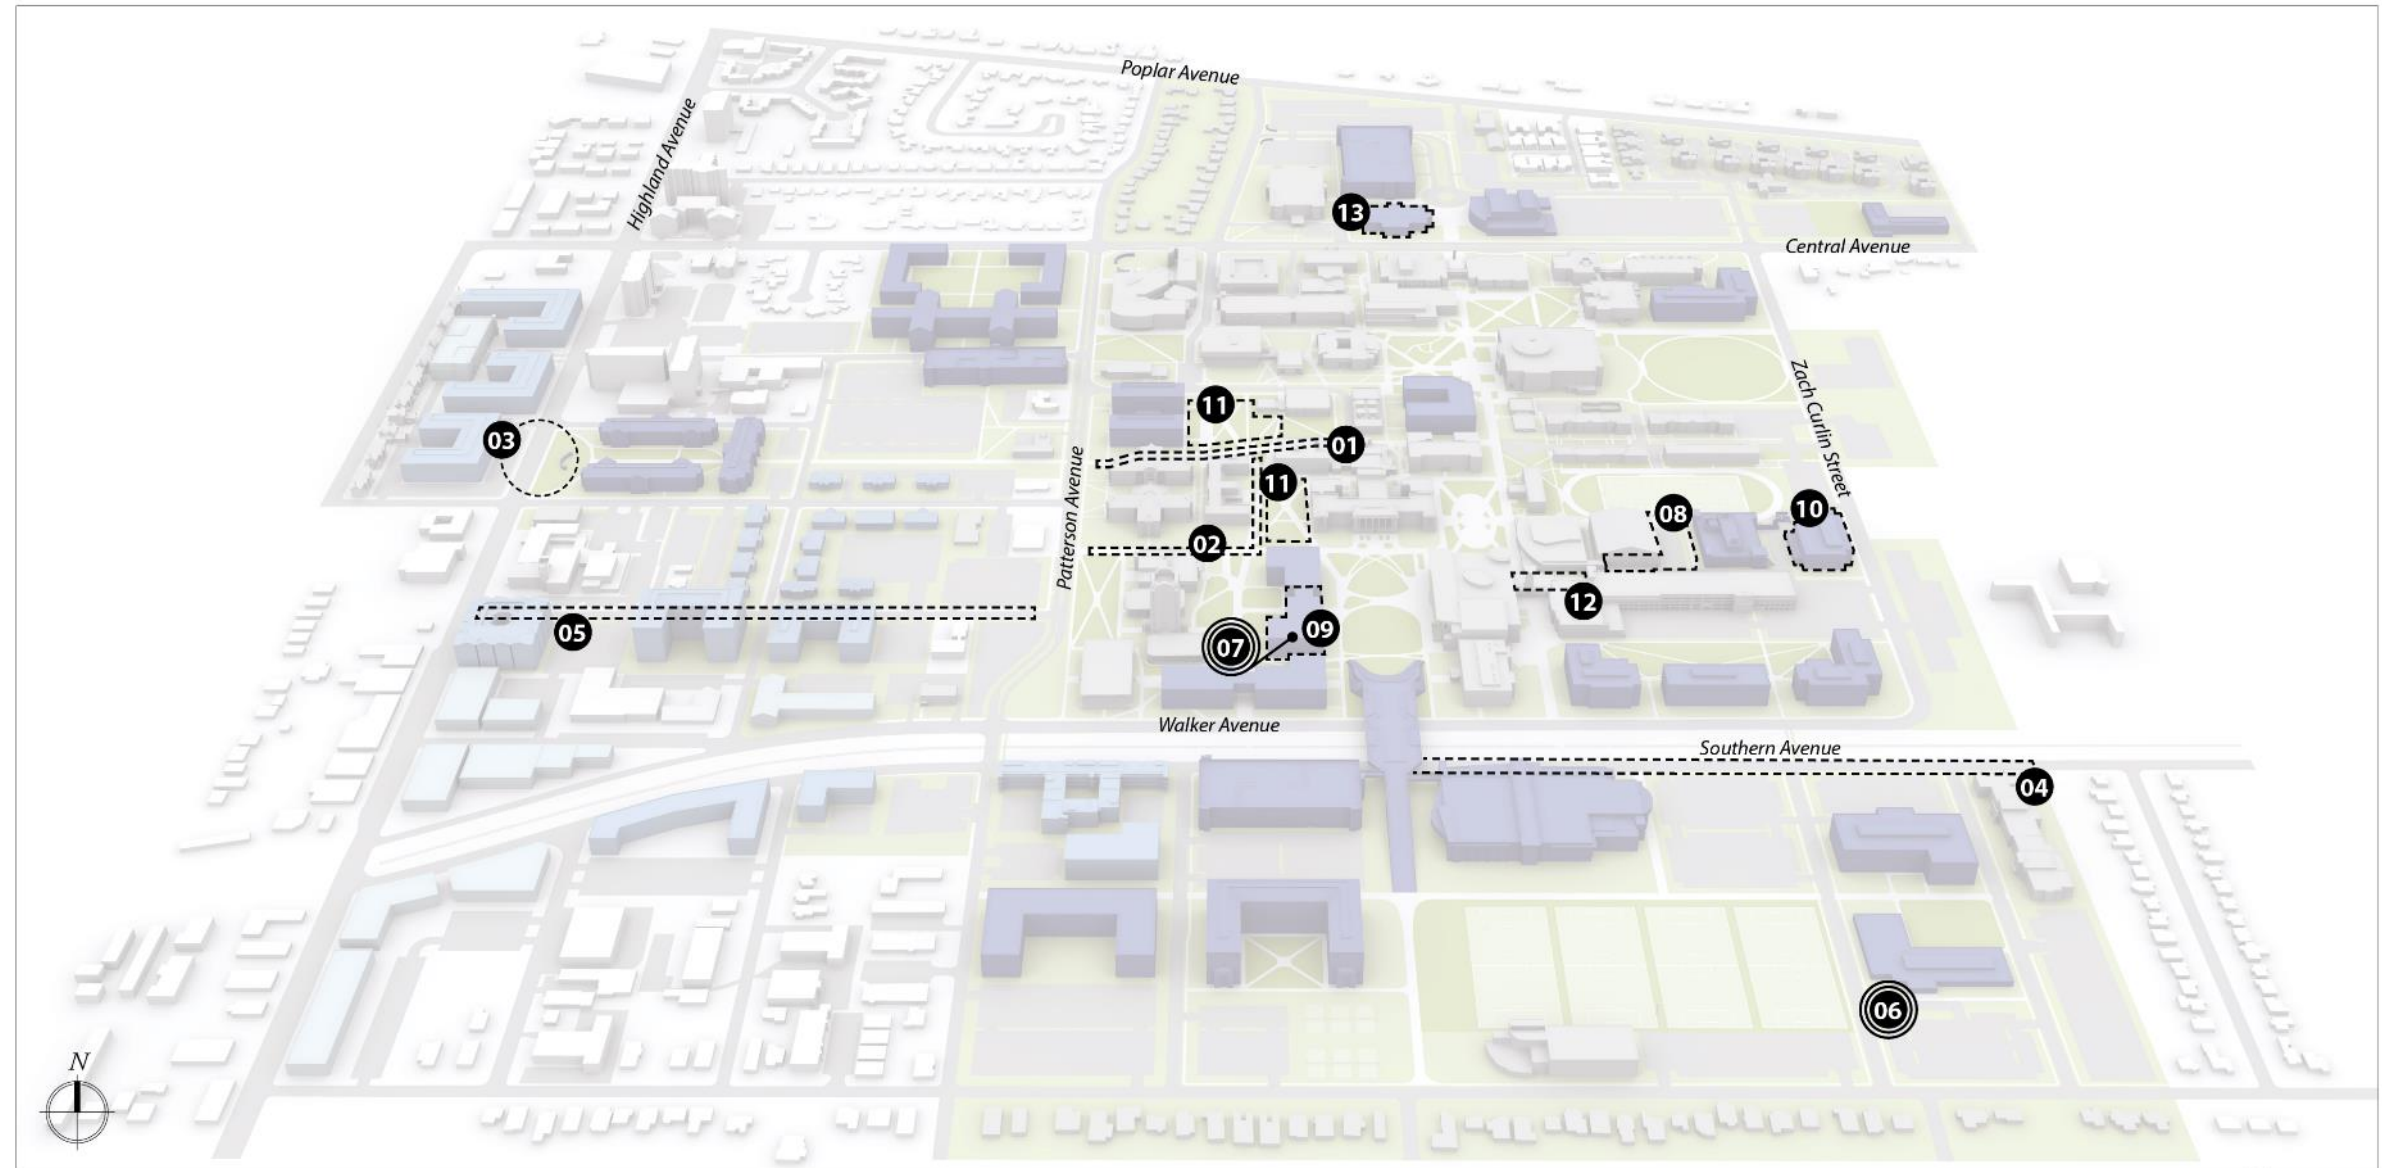 Poplar Avenue
Highland Avenue
13
Central Avenue
Zach Curlin Street
11
03
01
Patterson Avenue
11
10
08
02
12
05
09
07
Walker Avenue
Southern Avenue
04
06
N